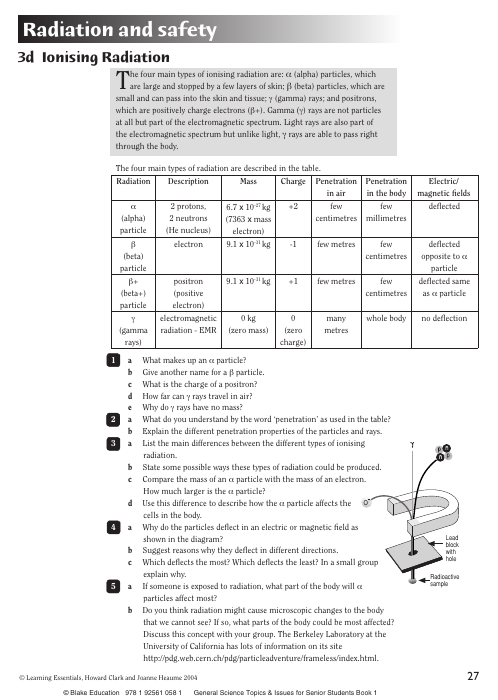 Radiation and safety
3d Ionising Radiation
The four main types of ionising radiation are: α (alpha) particles, which
are large and stopped by a few layers of skin; β (beta) particles, which are
small and can pass into the skin and tissue; γ (gamma) rays; and positrons,
which are positively charge electrons (β+). Gamma (γ) rays are not particles
at all but part of the electromagnetic spectrum. Light rays are also part of
the electromagnetic spectrum but unlike light, γ rays are able to pass right
through the body.
The four main types of radiation are described in the table.
Radiation Description Mass Charge Penetration in air Penetration in the body Electric/ magnetic fields
α (alpha) particle 2 protons, 2 neutrons (He nucleus) 6.7 x 10⁻²⁷ kg (7363 x mass electron) +2 few centimetres few millimetres deflected
β (beta) particle electron 9.1 x 10⁻³¹ kg -1 few metres few centimetres deflected opposite to α particle
β+ (beta+) particle positron (positive electron) 9.1 x 10⁻³¹ kg +1 few metres few centimetres deflected same as α particle
γ (gamma rays) electromagnetic radiation - EMR 0 kg (zero mass) 0 (zero charge) many metres whole body no deflection
1 a What makes up an α particle?
b Give another name for a β particle.
c What is the charge of a positron?
d How far can γ rays travel in air?
e Why do γ rays have no mass?
2 a What do you understand by the word ‘penetration’ as used in the table?
b Explain the different penetration properties of the particles and rays.
3 a List the main differences between the different types of ionising
radiation.
b State some possible ways these types of radiation could be produced.
c Compare the mass of an α particle with the mass of an electron.
How much larger is the α particle?
d Use this difference to describe how the α particle affects the
cells in the body.
4 a Why do the particles deflect in an electric or magnetic field as
shown in the diagram?
b Suggest reasons why they deflect in different directions.
c Which deflects the most? Which deflects the least? In a small group
explain why.
5 a If someone is exposed to radiation, what part of the body will α
particles affect most?
b Do you think radiation might cause microscopic changes to the body
that we cannot see? If so, what parts of the body could be most affected?
Discuss this concept with your group. The Berkeley Laboratory at the
University of California has lots of information on its site
http://pdg.web.cern.ch/pdg/particleadventure/frameless/index.html.
γ
Lead
block
with
hole
Radioactive
sample
© Learning Essentials, Howard Clark and Joanne Heaume 2004
27
© Blake Education 978 1 92561 058 1 General Science Topics & Issues for Senior Students Book 1